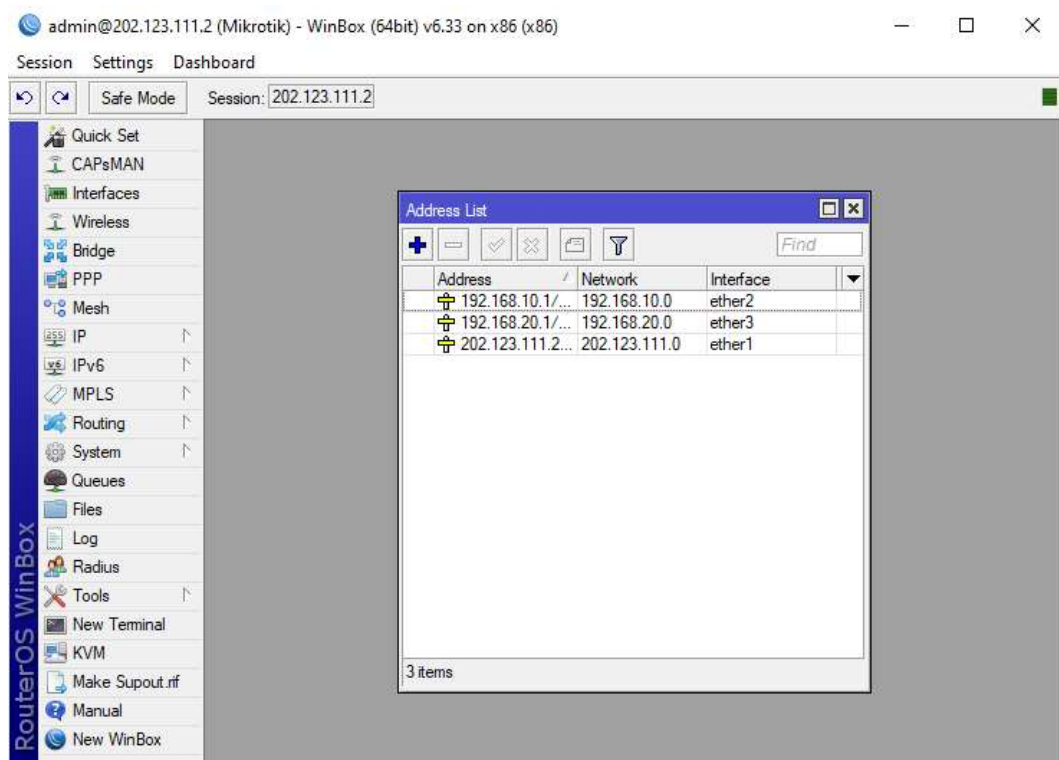 admin@202.123.111.2 (Mikrotik) - WinBox (64bit) v6.33 on x86 (x86)
Session Settings Dashboard
Safe Mode Session: 202.123.111.2
Quick Set
CAPsMAN
Interfaces
Wireless
Bridge
PPP
Mesh
IP
IPv6
MPLS
Routing
System
Queues
Files
Log
Radius
Tools
New Terminal
KVM
Make Supout.rif
Manual
New WinBox
RouterOS WinBox
Address List
Find
Address Network Interface
192.168.10.1/... 192.168.10.0 ether2
192.168.20.1/... 192.168.20.0 ether3
202.123.111.2... 202.123.111.0 ether1
3 items